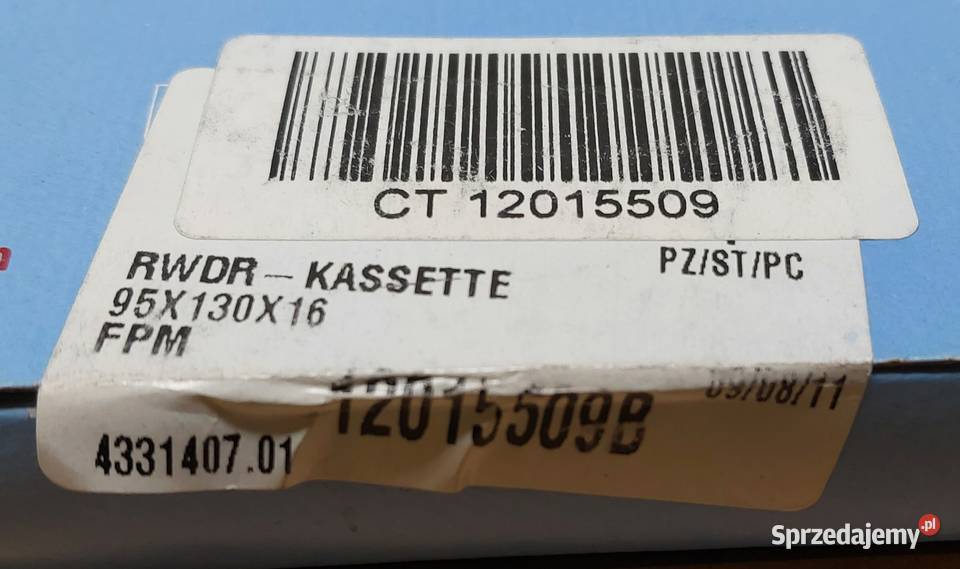 CT 12015509
RWDR - KASSETTE
PZ/ST/PC
95X130X16
FPM
12015509B
09/08/11
4331407.01
Sprzedajemy.pl